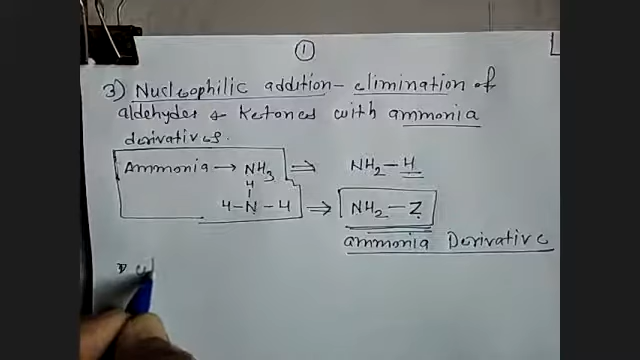 1
3) Nucleophilic addition - elimination of
aldehydes & Ketones with ammonia
derivatives.
Ammonia → NH3 ⇒ NH2 - H
H
H - N - H ⇒ NH2 - Z
ammonia Derivative